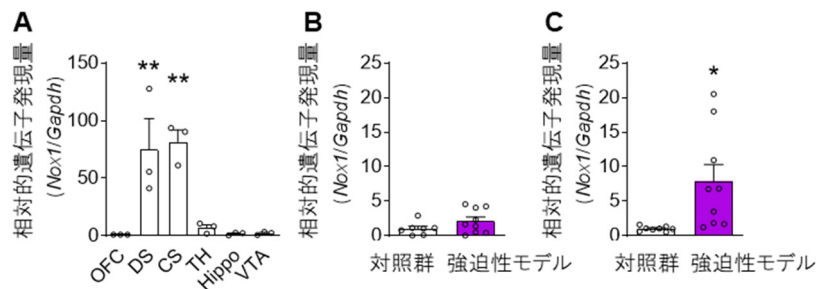 A
相対的遺伝子発現量
(Nox1/Gapdh)
150
100
50
0
**
**
OFC
DS
CS
TH
Hippo
VTA
B
相対的遺伝子発現量
(Nox1/Gapdh)
25
20
15
10
5
0
対照群 強迫性モデル
C
相対的遺伝子発現量
(Nox1/Gapdh)
25
20
15
10
5
0
*
対照群 強迫性モデル